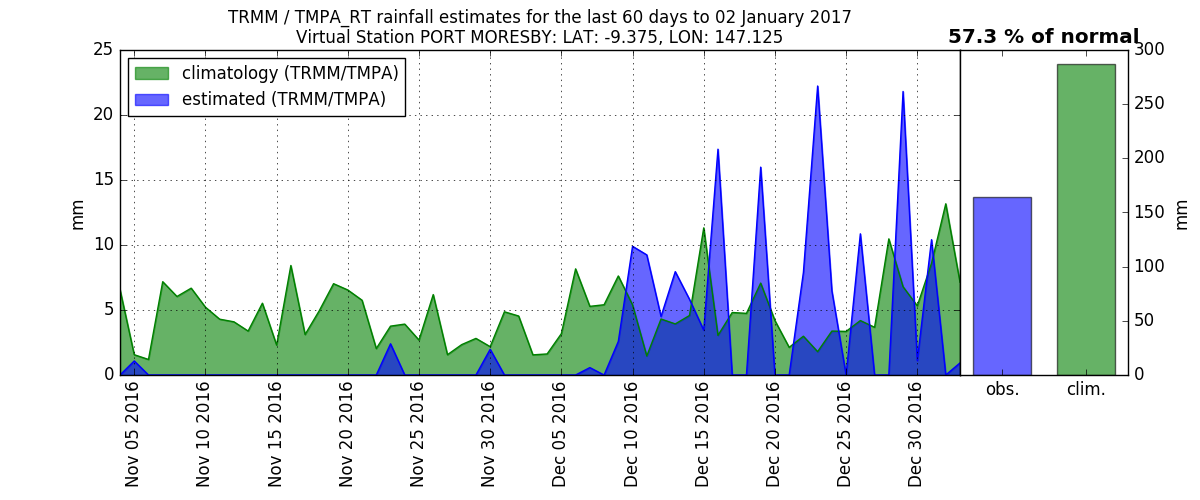 TRMM / TMPA_RT rainfall estimates for the last 60 days to 02 January 2017
Virtual Station PORT MORESBY: LAT: -9.375, LON: 147.125
57.3 % of normal
climatology (TRMM/TMPA)
estimated (TRMM/TMPA)
25
20
15
10
5
0
mm
Nov 05 2016
Nov 10 2016
Nov 15 2016
Nov 20 2016
Nov 25 2016
Nov 30 2016
Dec 05 2016
Dec 10 2016
Dec 15 2016
Dec 20 2016
Dec 25 2016
Dec 30 2016
obs.
clim.
300
250
200
150
100
50
0
mm